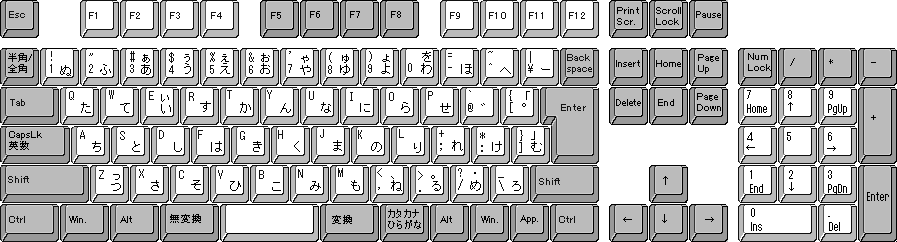 Esc F1 F2 F3 F4 F5 F6 F7 F8 F9 F10 F11 F12 Print Scr. Scroll Lock Pause
半角/全角 ! 1 ぬ " 2 ふ # ぁ 3 あ $ ぅ 4 う % ぇ 5 え & ぉ 6 お ' ゃ 7 や ( ゅ 8 ゆ ) ょ 9 よ を 0 わ = - ほ ~ ^ へ | ¥ ー Back space Insert Home Page Up Num Lock / * -
Tab Q た W て E ぃ い R す T か Y ん U な I に O ら P せ ` @ ゛ { 「 [ ゜ Enter Delete End Page Down 7 Home 8 ↑ 9 PgUp +
CapsLk 英数 A ち S と D し F は G き H く J ま K の L り + ; れ * : け } 」 ] む 4 ← 5 6 →
Shift Z っ つ X さ C そ V ひ B こ N み M も < 、 , ね > 。 . る ? ・ / め _ \ ろ Shift ↑ 1 End 2 ↓ 3 PgDn Enter
Ctrl Win. Alt 無変換 変換 カタカナ ひらがな Alt Win. App. Ctrl ← ↓ → 0 Ins . Del